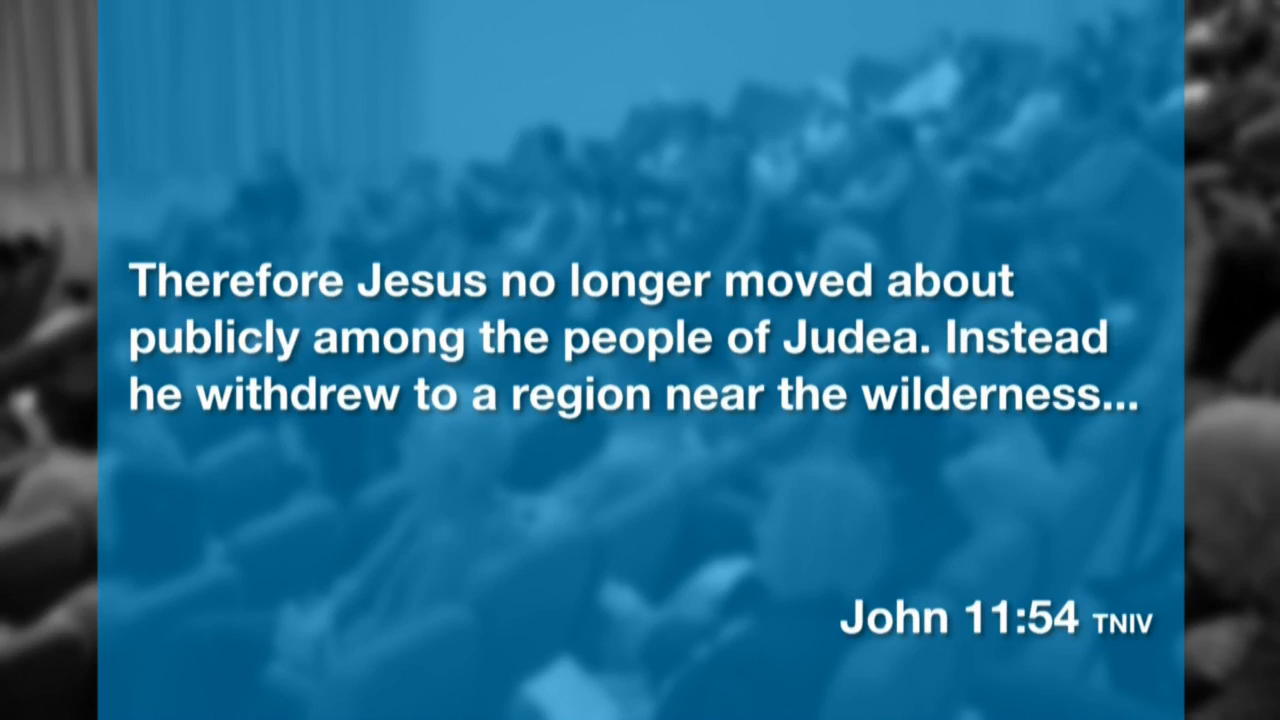 Therefore Jesus no longer moved about
publicly among the people of Judea. Instead
he withdrew to a region near the wilderness...
John 11:54 TNIV